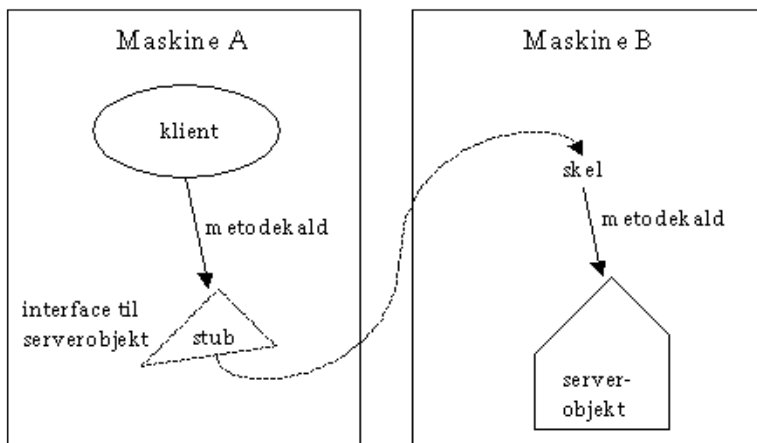 Maskine A
klient
metodekald
interface til
serverobjekt
stub
Maskine B
skel
metodekald
server-
objekt